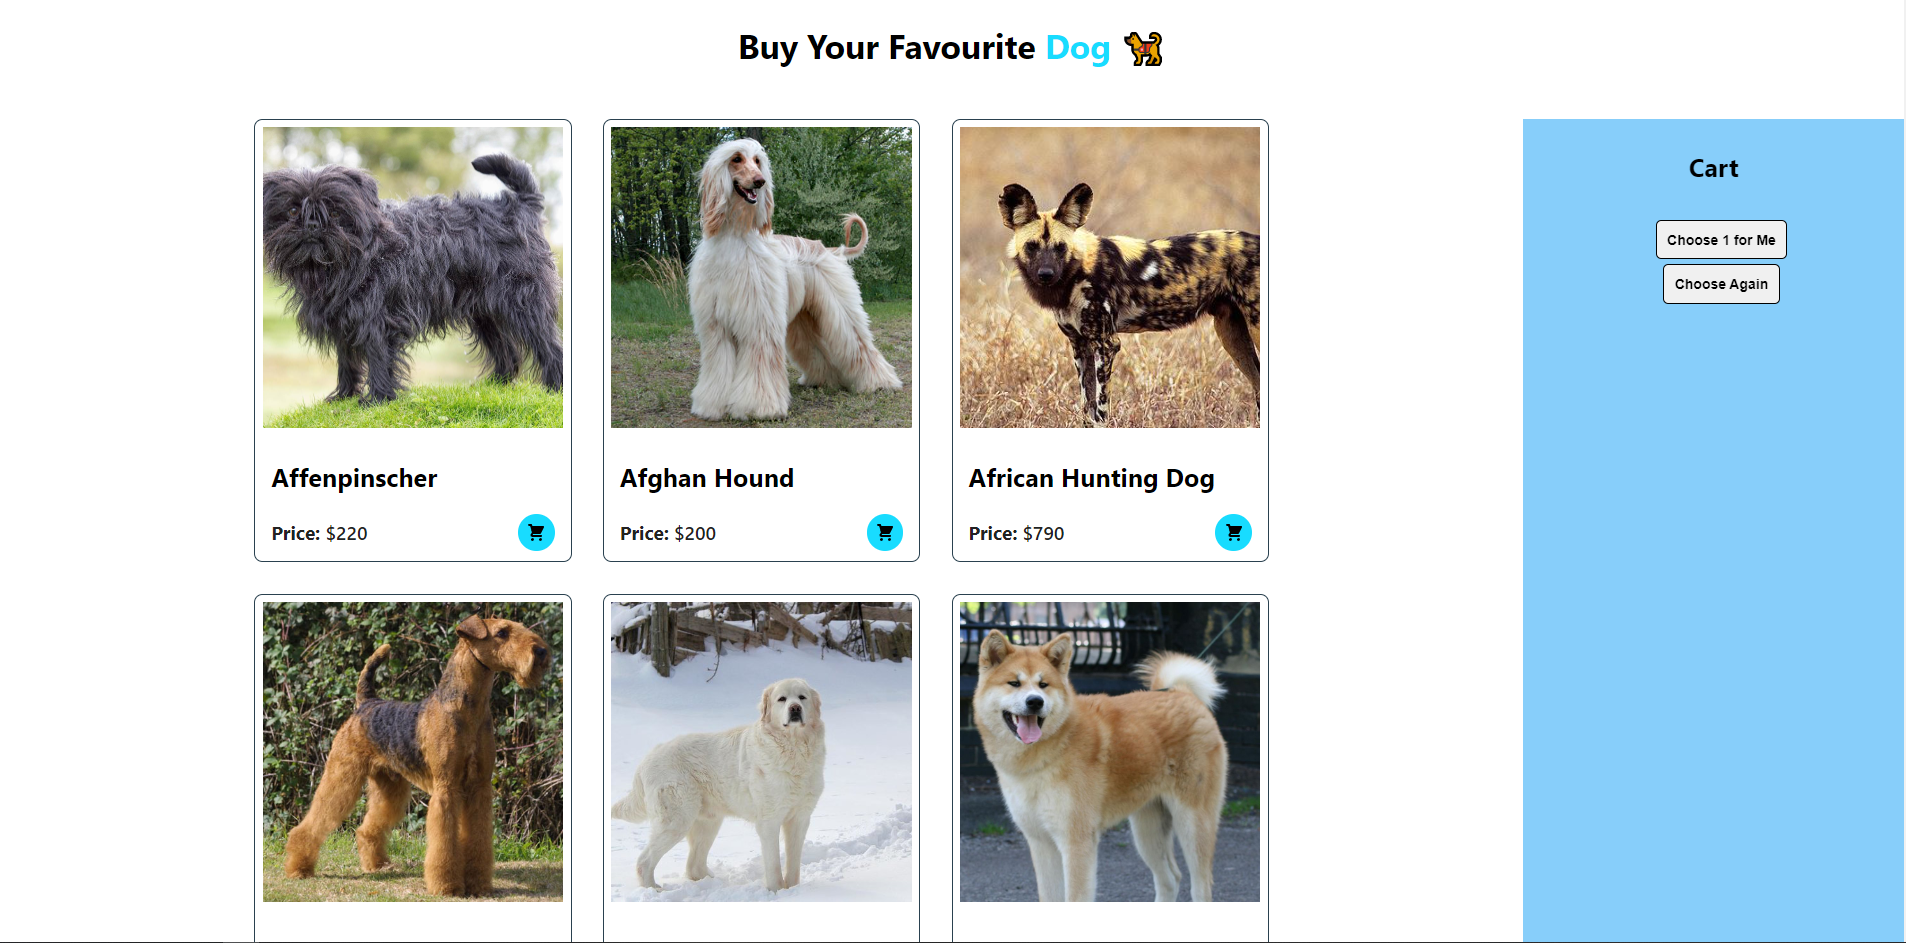 Buy Your Favourite Dog
Affenpinscher
Price: $220
Afghan Hound
Price: $200
African Hunting Dog
Price: $790
Cart
Choose 1 for Me
Choose Again